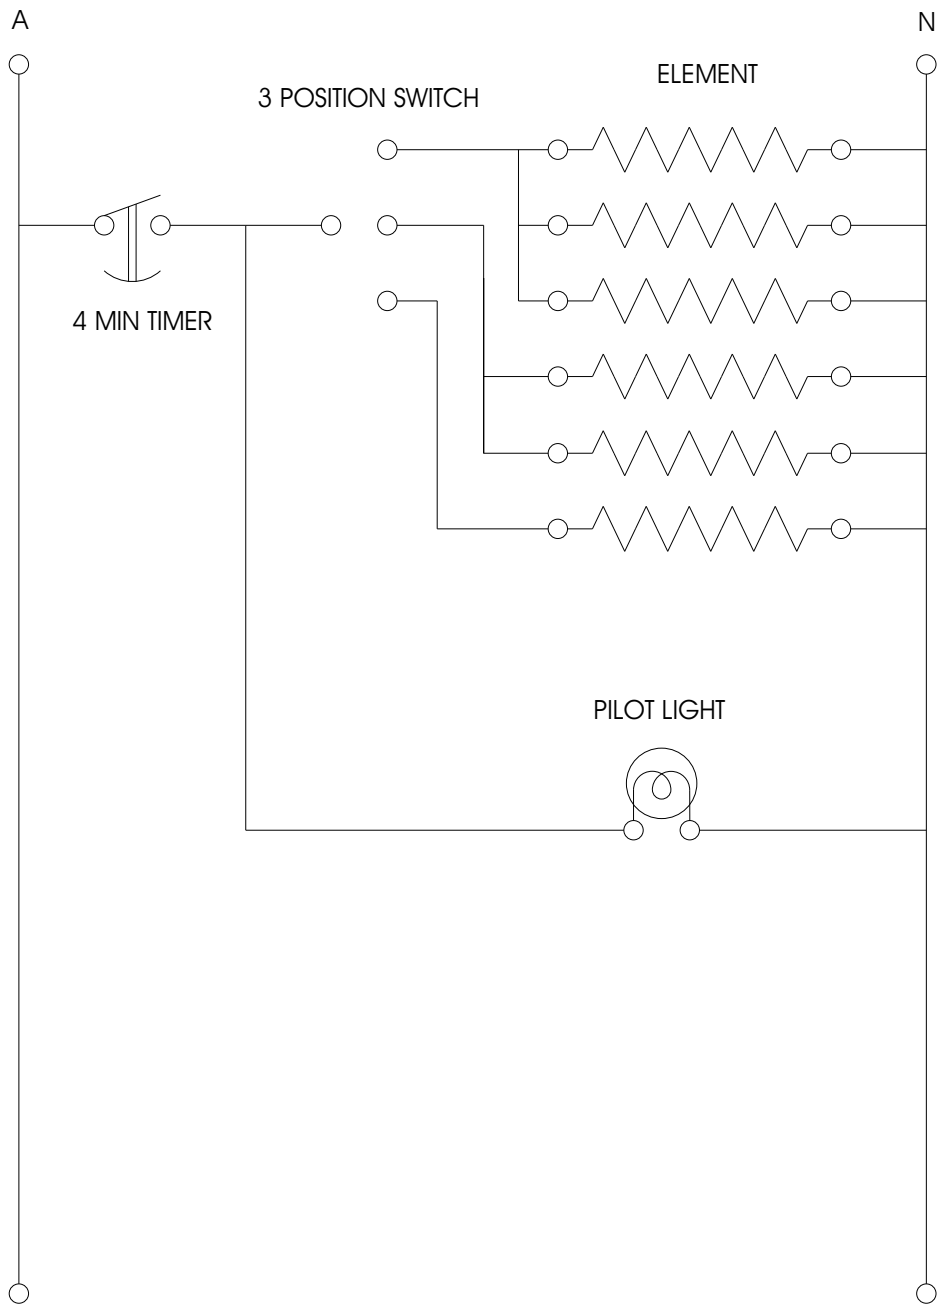 A
N
ELEMENT
3 POSITION SWITCH
4 MIN TIMER
PILOT LIGHT